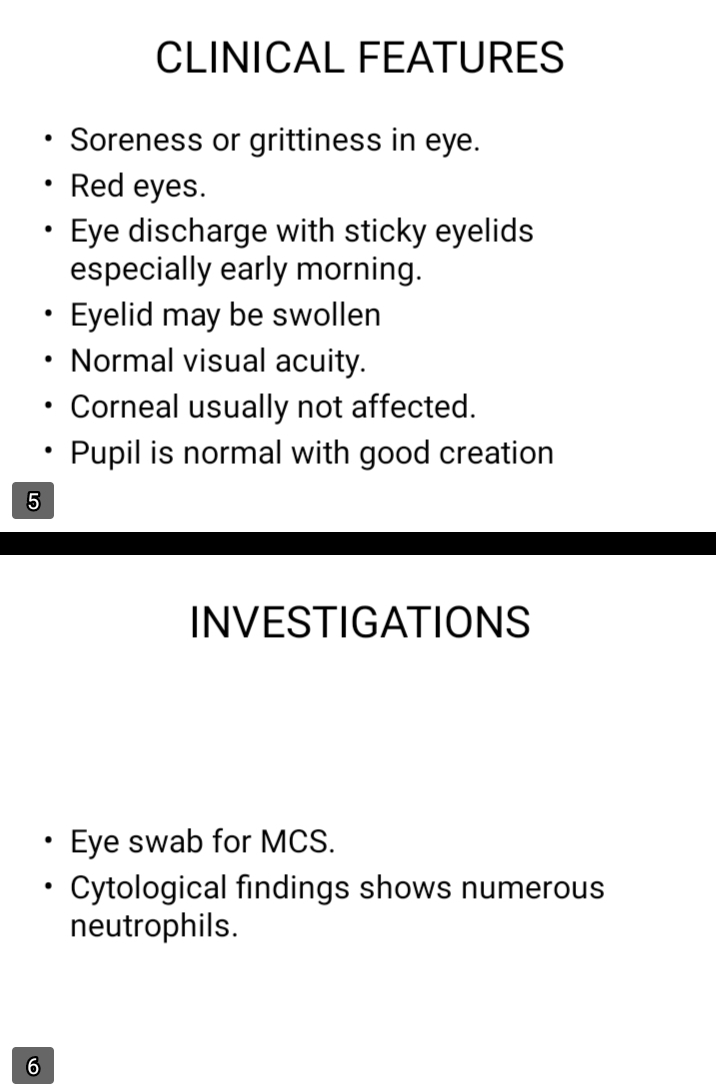 CLINICAL FEATURES
• Soreness or grittiness in eye.
• Red eyes.
• Eye discharge with sticky eyelids
especially early morning.
• Eyelid may be swollen
• Normal visual acuity.
• Corneal usually not affected.
• Pupil is normal with good creation
5
INVESTIGATIONS
• Eye swab for MCS.
• Cytological findings shows numerous
neutrophils.
6